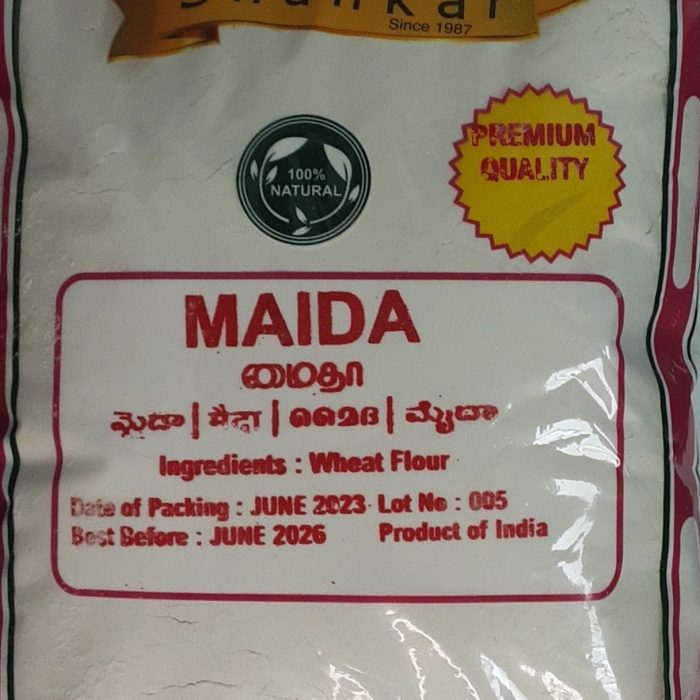 Since 1987
100%
NATURAL
PREMIUM
QUALITY
MAIDA
மைதா
మైదా | मैदा | മൈദ | ಮೈದಾ
Ingredients : Wheat Flour
Date of Packing : JUNE 2023 Lot No : 005
Best Before : JUNE 2026 Product of India